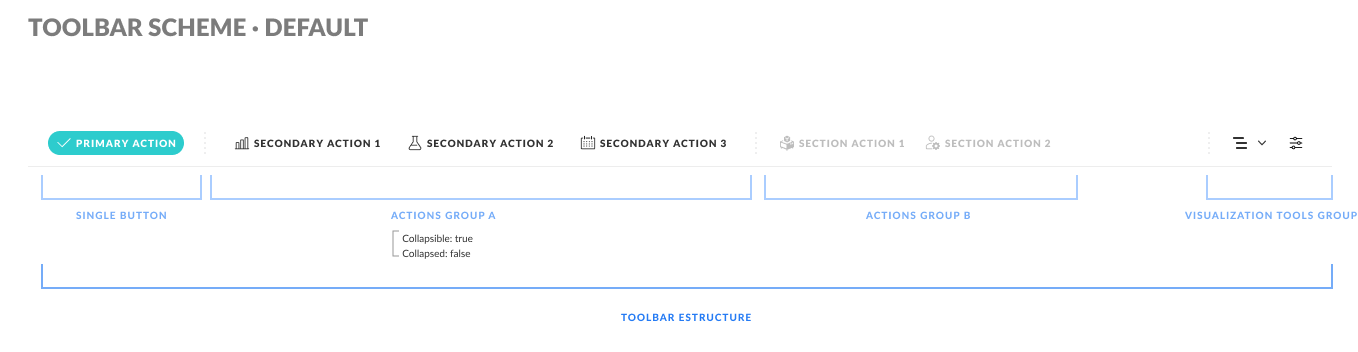 TOOLBAR SCHEME · DEFAULT
PRIMARY ACTION SECONDARY ACTION 1 SECONDARY ACTION 2 SECONDARY ACTION 3 SECTION ACTION 1 SECTION ACTION 2
SINGLE BUTTON ACTIONS GROUP A ACTIONS GROUP B VISUALIZATION TOOLS GROUP
Collapsible: true
Collapsed: false
TOOLBAR ESTRUCTURE